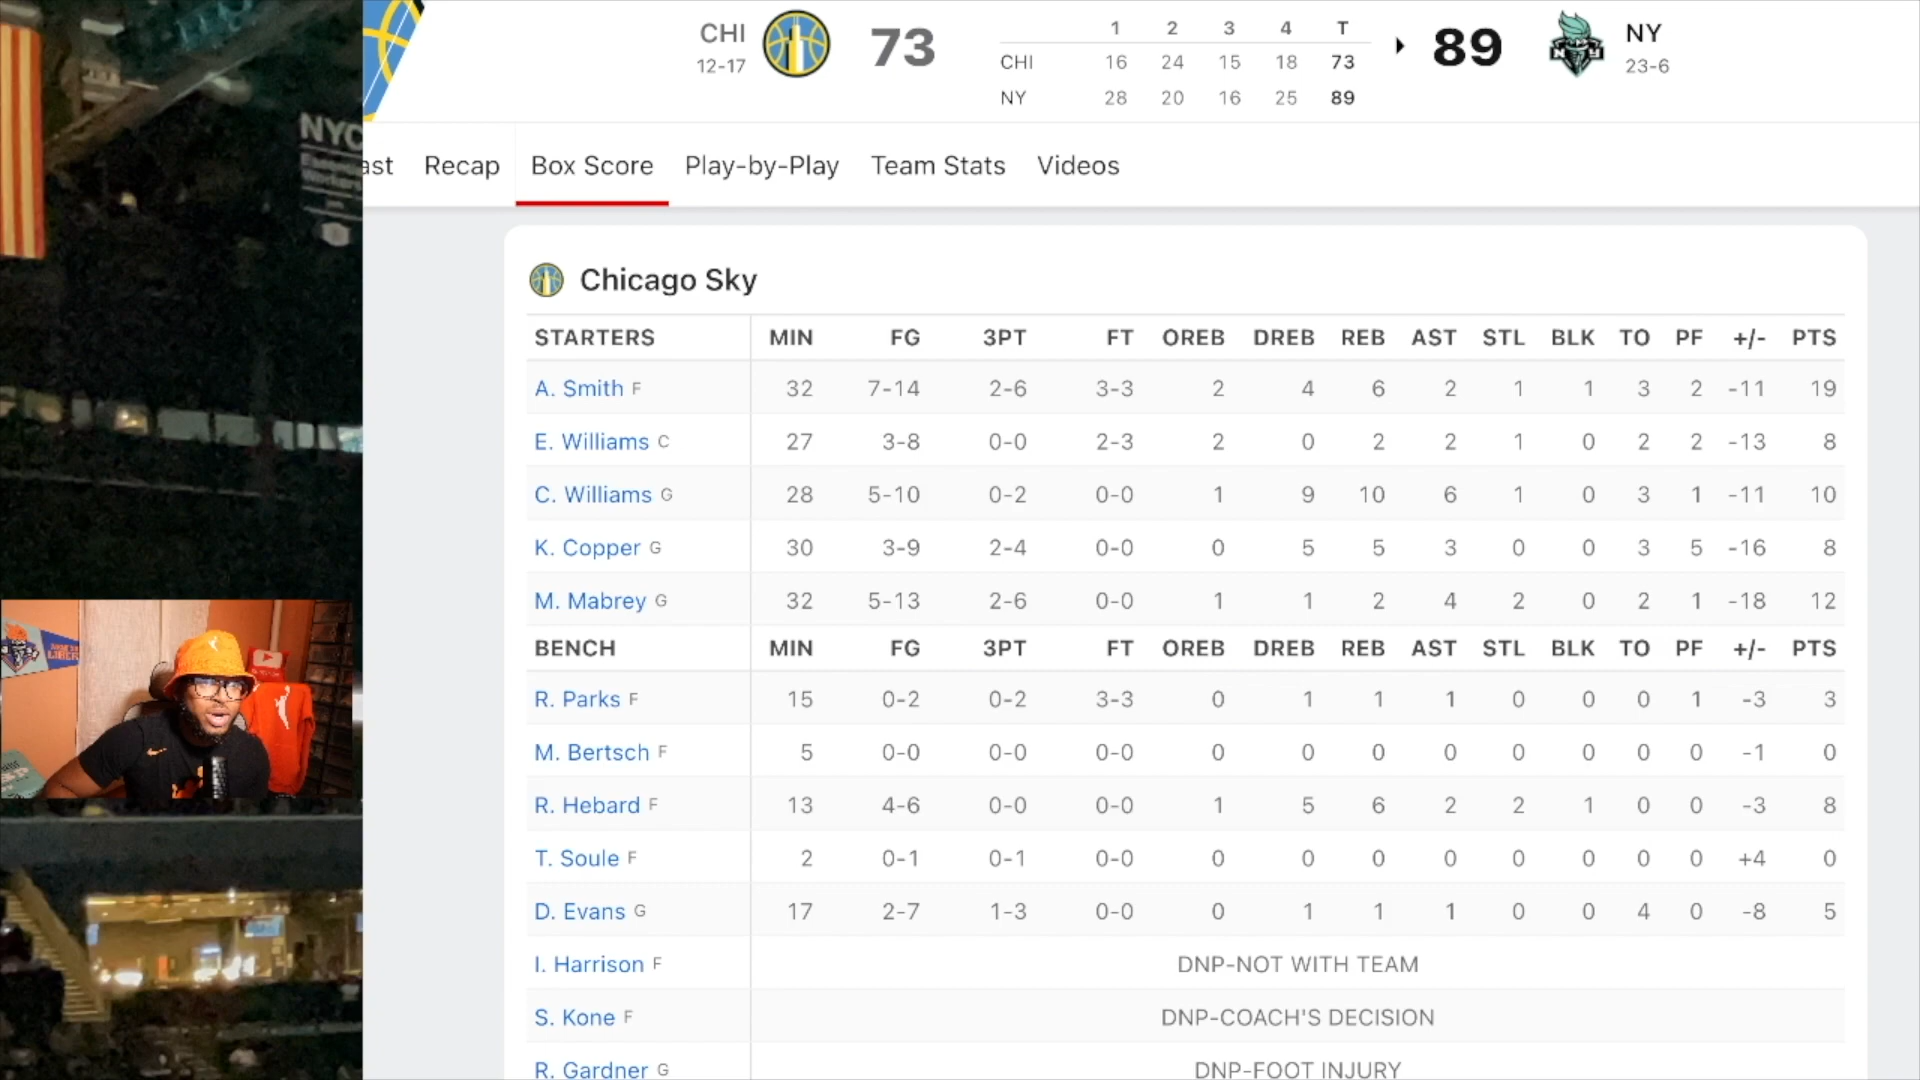 CHI
12-17
73
1 2 3 4 T
CHI 16 24 15 18 73
NY 28 20 16 25 89
89
NY
23-6
NYC
ast Recap Box Score Play-by-Play Team Stats Videos
Chicago Sky
STARTERS MIN FG 3PT FT OREB DREB REB AST STL BLK TO PF +/- PTS
A. Smith F 32 7-14 2-6 3-3 2 4 6 2 1 1 3 2 -11 19
E. Williams C 27 3-8 0-0 2-3 2 0 2 2 1 0 2 2 -13 8
C. Williams G 28 5-10 0-2 0-0 1 9 10 6 1 0 3 1 -11 10
K. Copper G 30 3-9 2-4 0-0 0 5 5 3 0 0 3 5 -16 8
M. Mabrey G 32 5-13 2-6 0-0 1 1 2 4 2 0 2 1 -18 12
BENCH MIN FG 3PT FT OREB DREB REB AST STL BLK TO PF +/- PTS
R. Parks F 15 0-2 0-2 3-3 0 1 1 1 0 0 0 1 -3 3
M. Bertsch F 5 0-0 0-0 0-0 0 0 0 0 0 0 0 0 -1 0
R. Hebard F 13 4-6 0-0 0-0 1 5 6 2 2 1 0 0 -3 8
T. Soule F 2 0-1 0-1 0-0 0 0 0 0 0 0 0 0 +4 0
D. Evans G 17 2-7 1-3 0-0 0 1 1 1 0 0 4 0 -8 5
I. Harrison F DNP-NOT WITH TEAM
S. Kone F DNP-COACH'S DECISION
R. Gardner G DNP-FOOT INJURY